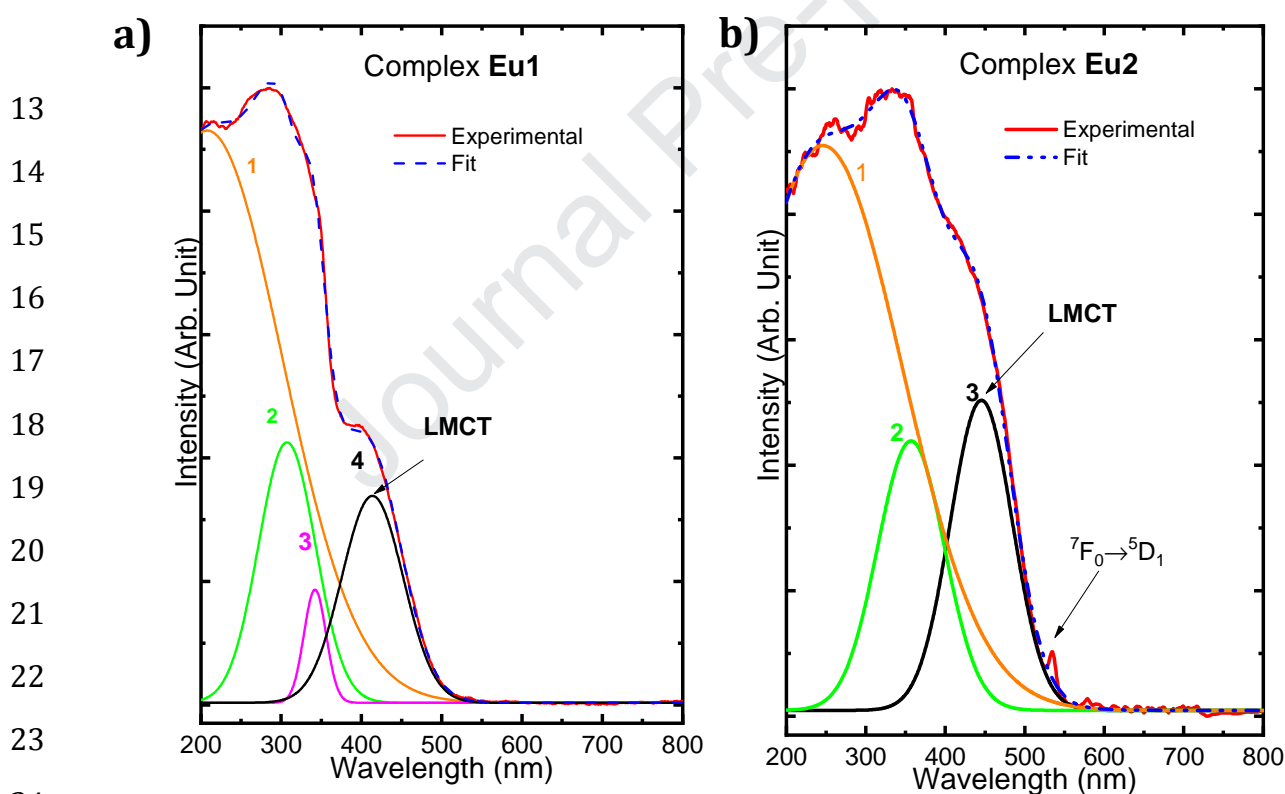 a)
Complex Eu1
Experimental
Fit
1
2
3
4
LMCT
Intensity (Arb. Unit)
200 300 400 500 600 700 800
Wavelength (nm)
b)
Complex Eu2
Experimental
Fit
1
2
3
LMCT
⁷F₀→⁵D₁
Intensity (Arb. Unit)
200 300 400 500 600 700 800
Wavelength (nm)
13
14
15
16
17
18
19
20
21
22
23
Journal Pre-